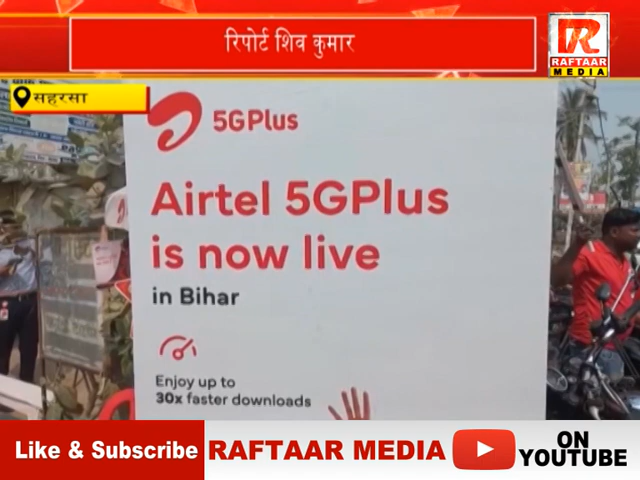 रिपोर्ट शिव कुमार
RAFTAAR
MEDIA
सहरसा
5GPlus
Airtel 5GPlus
is now live
in Bihar
Enjoy up to
30x faster downloads
Like & Subscribe RAFTAAR MEDIA ON YOUTUBE